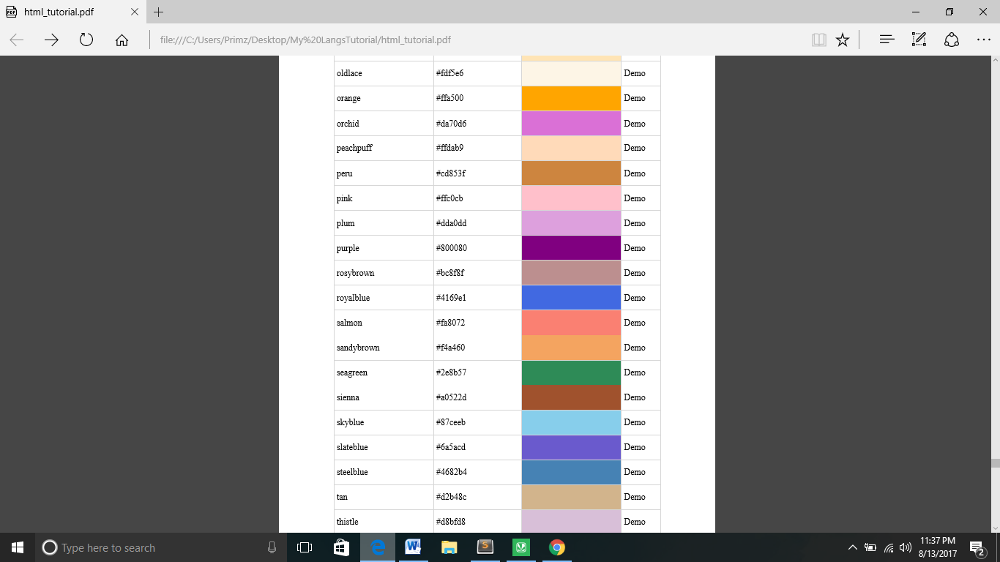 html_tutorial.pdf
file:///C:/Users/Primz/Desktop/My%20LangsTutorial/html_tutorial.pdf
oldlace #fdf5e6 Demo
orange #ffa500 Demo
orchid #da70d6 Demo
peachpuff #ffdab9 Demo
peru #cd853f Demo
pink #ffc0cb Demo
plum #dda0dd Demo
purple #800080 Demo
rosybrown #bc8f8f Demo
royalblue #4169e1 Demo
salmon #fa8072 Demo
sandybrown #f4a460 Demo
seagreen #2e8b57 Demo
sienna #a0522d Demo
skyblue #87ceeb Demo
slateblue #6a5acd Demo
steelblue #4682b4 Demo
tan #d2b48c Demo
thistle #d8bfd8 Demo
Type here to search
11:37 PM
8/13/2017
2